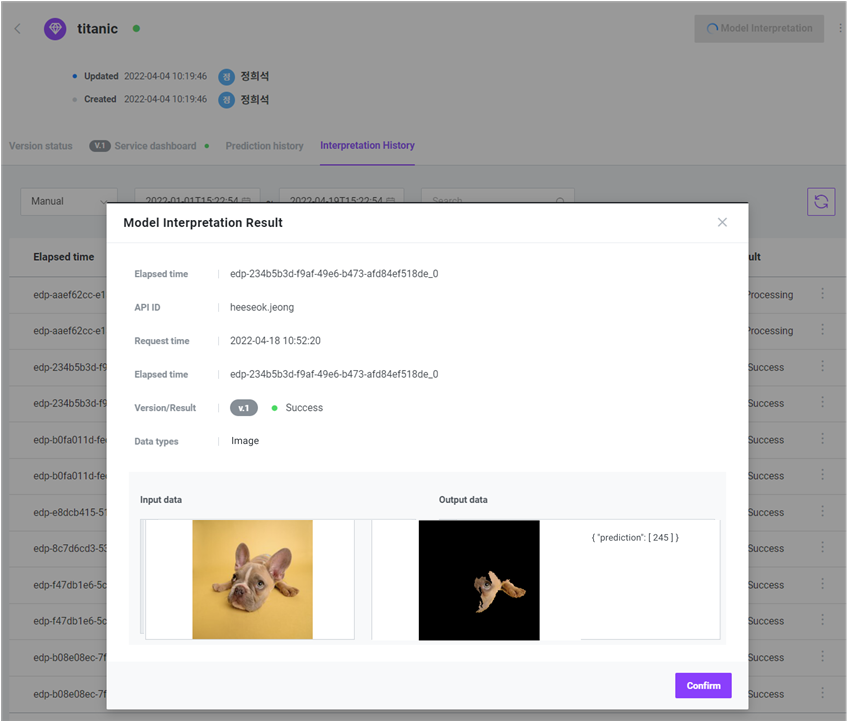 titanic
Model Interpretation
Updated 2022-04-04 10:19:46 정 정희석
Created 2022-04-04 10:19:46 정 정희석
Version status V.1 Service dashboard Prediction history Interpretation History
Manual 2022-01-01T15:22:54 ~ 2022-04-19T15:22:54 Search
Model Interpretation Result
Elapsed time edp-234b5b3d-f9af-49e6-b473-afd84ef518de_0
API ID heeseok.jeong
Request time 2022-04-18 10:52:20
Elapsed time edp-234b5b3d-f9af-49e6-b473-afd84ef518de_0
Version/Result v.1 Success
Data types Image
Input data Output data
{ "prediction": [ 245 ] }
Confirm
Elapsed time ult
edp-aaef62cc-e1 Processing
edp-aaef62cc-e1 Processing
edp-234b5b3d-f9 Success
edp-234b5b3d-f9 Success
edp-b0fa011d-fe Success
edp-b0fa011d-fe Success
edp-e8dcb415-51 Success
edp-8c7d6cd3-53 Success
edp-f47db1e6-5c Success
edp-f47db1e6-5c Success
edp-b08e08ec-7f Success
edp-b08e08ec-7f Success